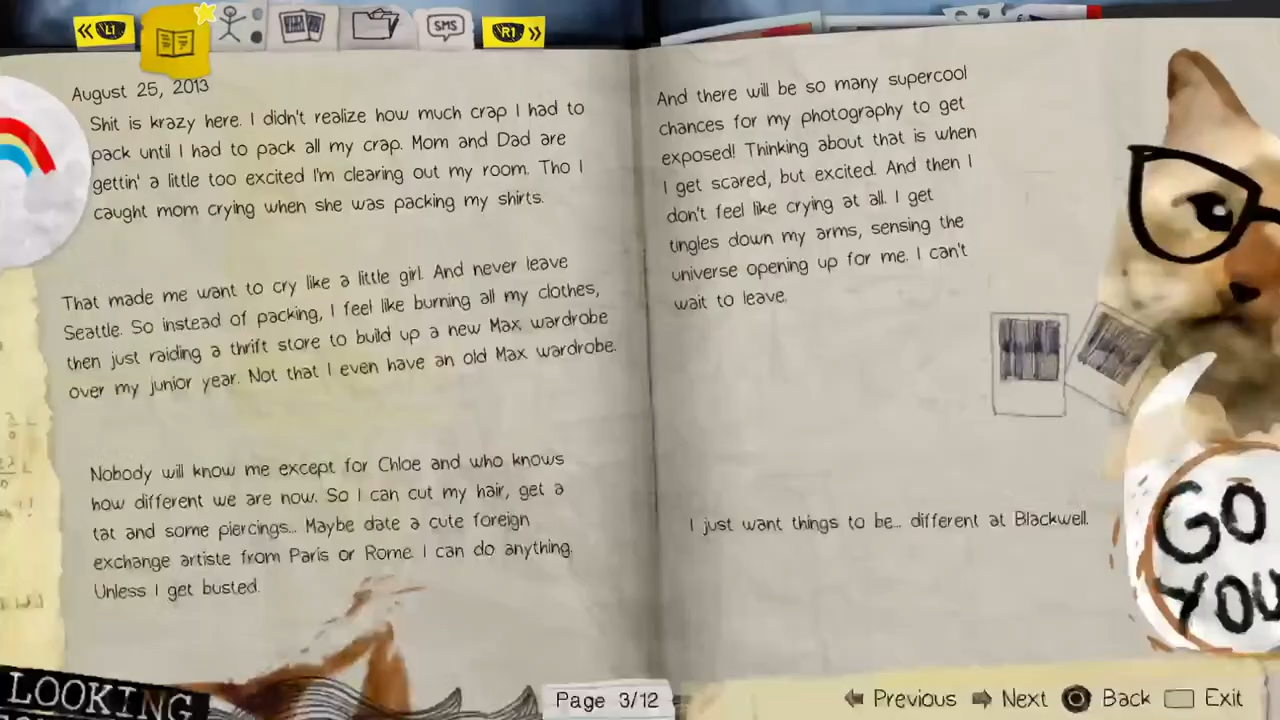 L1
SMS
R1
August 25, 2013
Shit is krazy here. I didn't realize how much crap I had to
pack until I had to pack all my crap. Mom and Dad are
gettin' a little too excited I'm clearing out my room. Tho I
caught mom crying when she was packing my shirts.
That made me want to cry like a little girl. And never leave
Seattle. So instead of packing, I feel like burning all my clothes,
then just raiding a thrift store to build up a new Max wardrobe
over my junior year. Not that I even have an old Max wardrobe.
Nobody will know me except for Chloe and who knows
how different we are now. So I can cut my hair, get a
tat and some piercings... Maybe date a cute foreign
exchange artiste from Paris or Rome. I can do anything.
Unless I get busted.
And there will be so many supercool
chances for my photography to get
exposed! Thinking about that is when
I get scared, but excited. And then I
don't feel like crying at all. I get
tingles down my arms, sensing the
universe opening up for me. I can't
wait to leave.
I just want things to be... different at Blackwell.
GO
YOU
LOOKING
Page 3/12
Previous
Next
Back
Exit